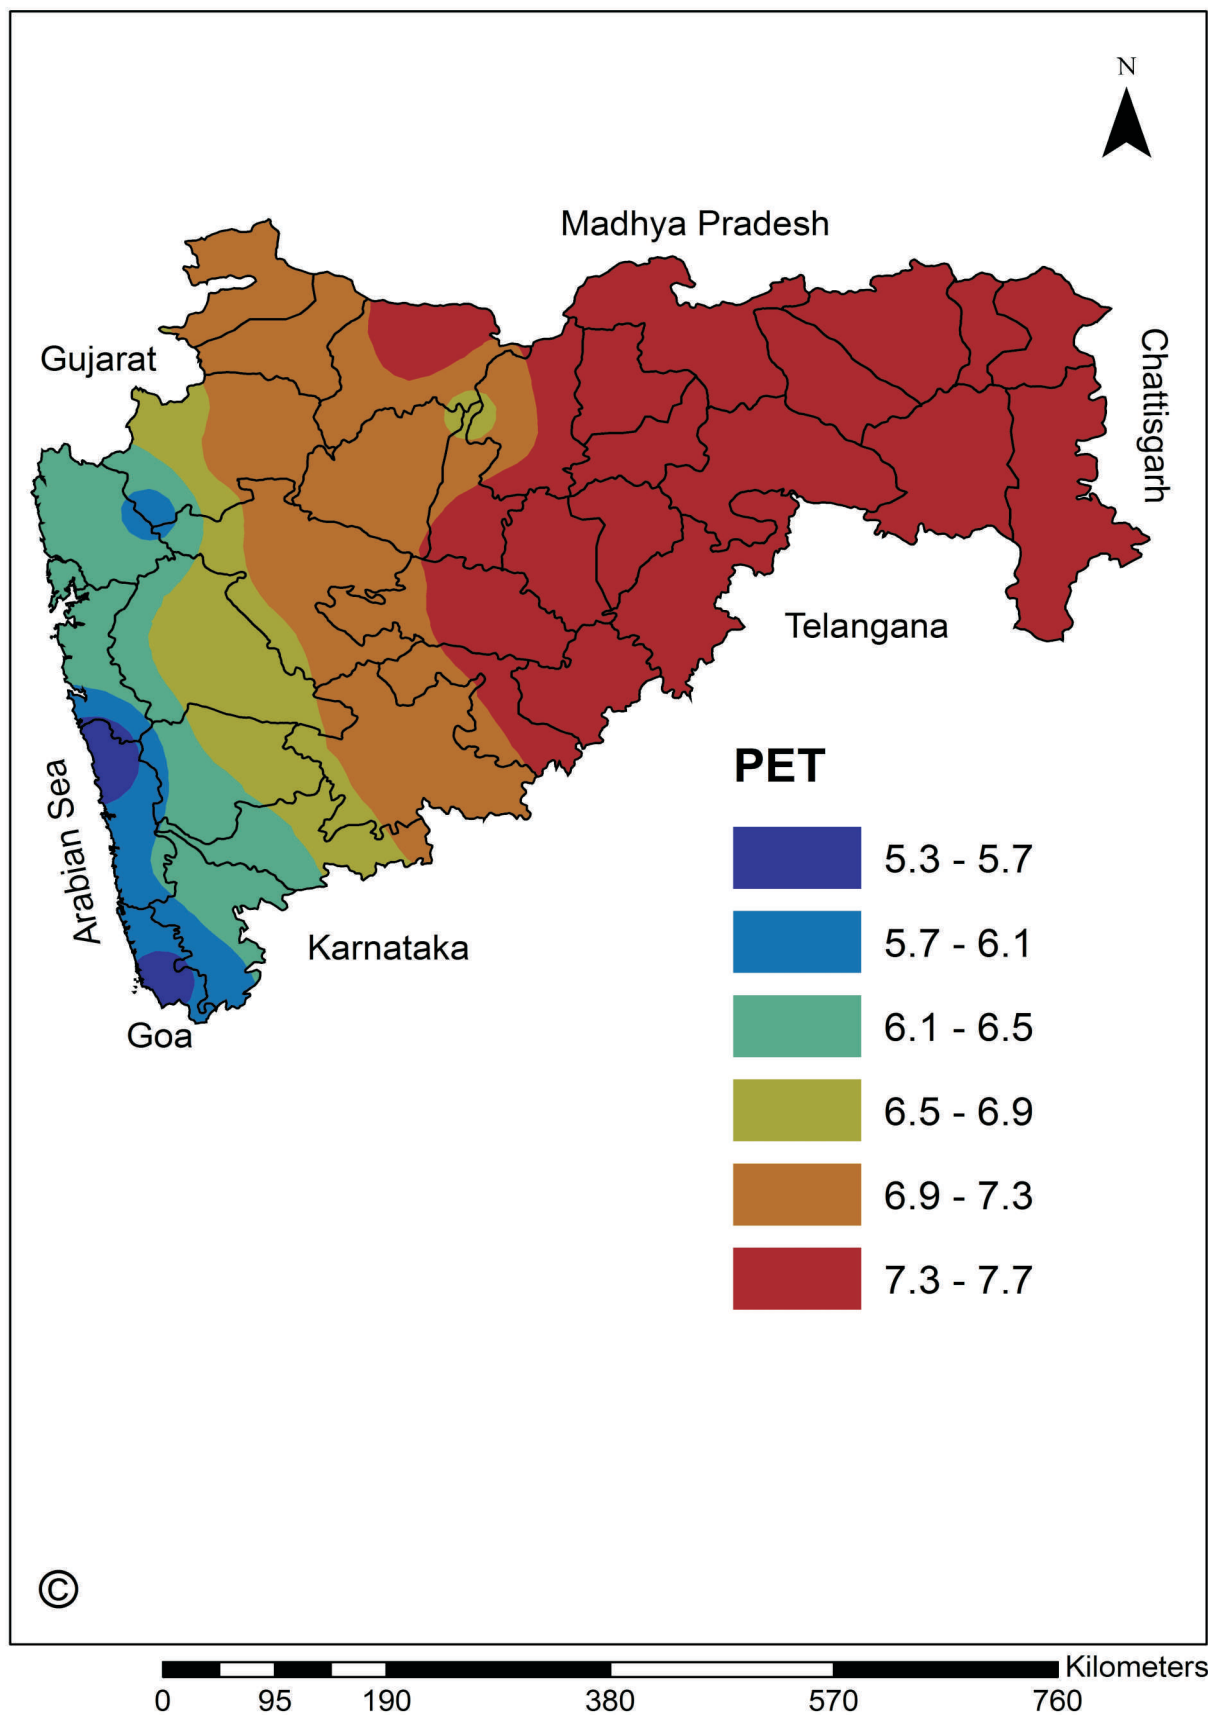 N
Madhya Pradesh
Gujarat
Chattisgarh
Telangana
Arabian Sea
Karnataka
Goa
PET
5.3 - 5.7
5.7 - 6.1
6.1 - 6.5
6.5 - 6.9
6.9 - 7.3
7.3 - 7.7
©
Kilometers
0 95 190 380 570 760